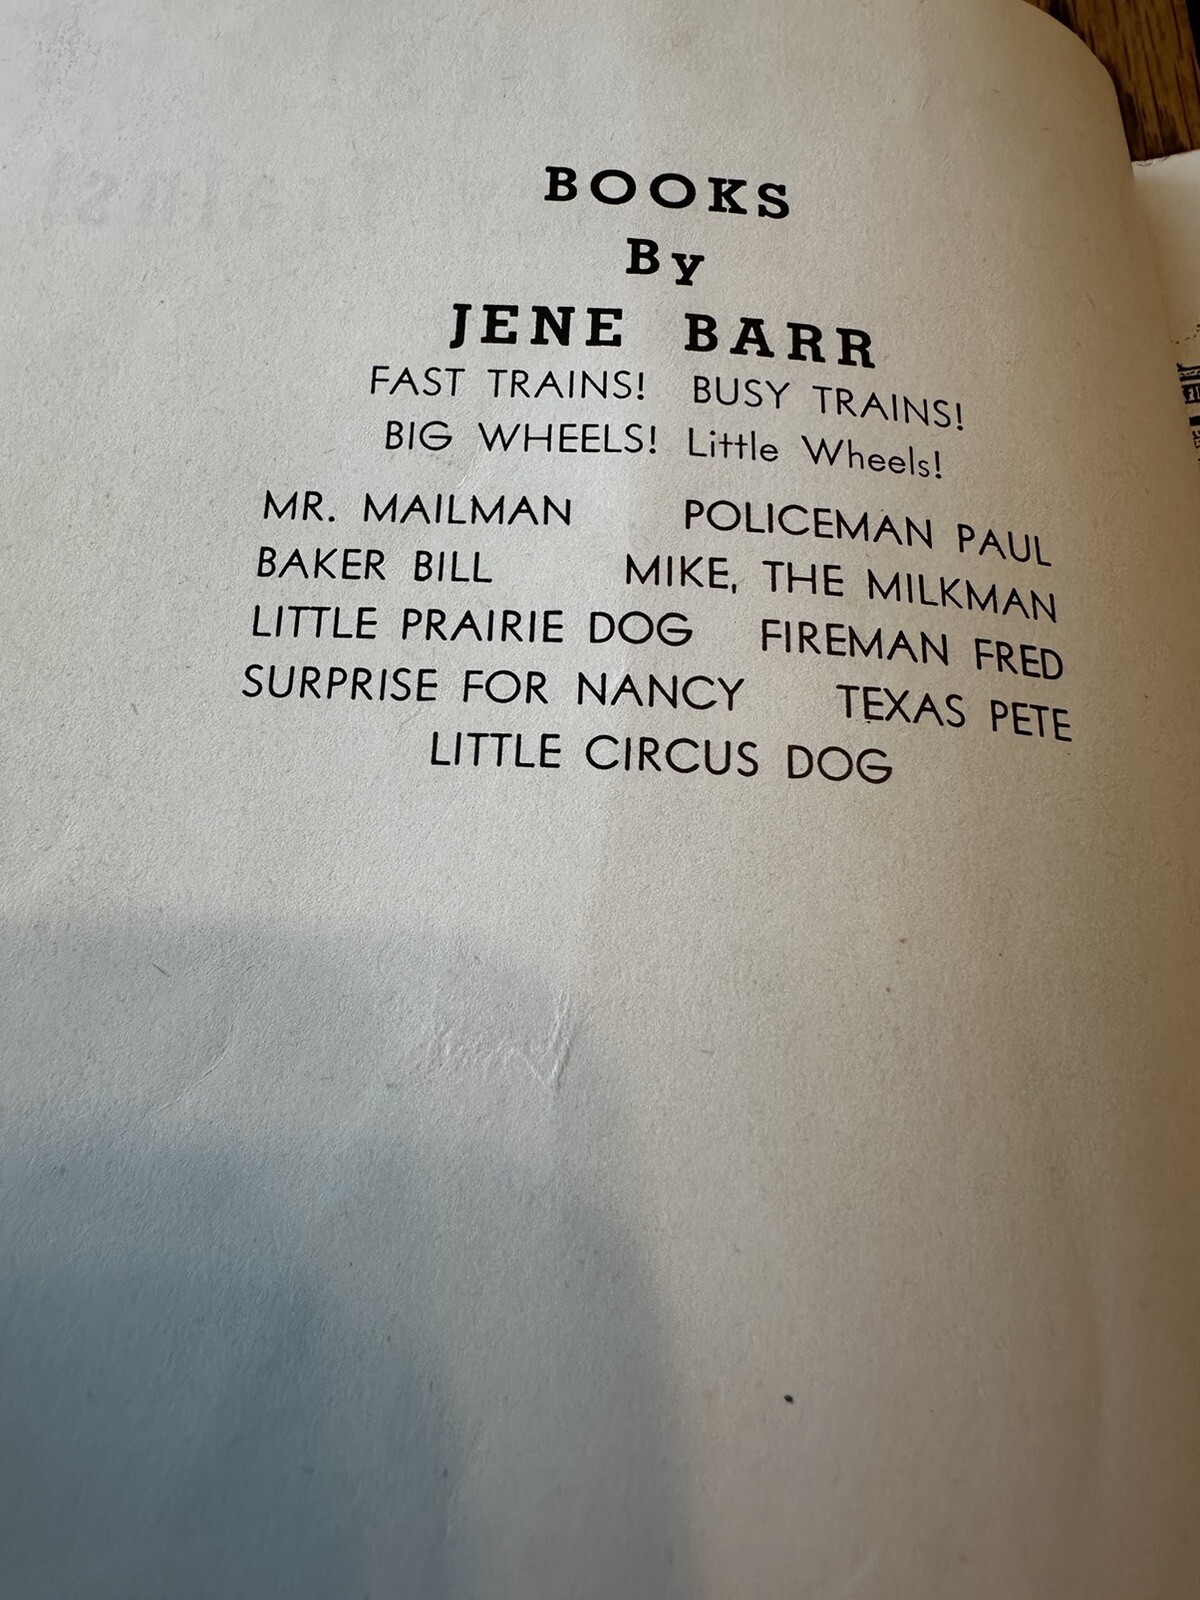 BOOKS
By
JENE BARR
FAST TRAINS! BUSY TRAINS!
BIG WHEELS! Little Wheels!
MR. MAILMAN POLICEMAN PAUL
BAKER BILL MIKE, THE MILKMAN
LITTLE PRAIRIE DOG FIREMAN FRED
SURPRISE FOR NANCY TEXAS PETE
LITTLE CIRCUS DOG